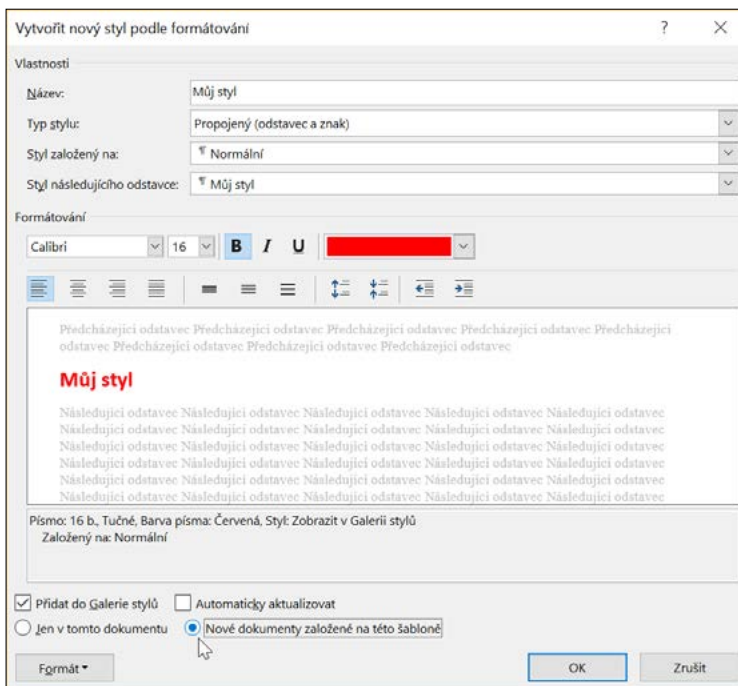 Vytvořit nový styl podle formátování ?
Vlastnosti
Název: Můj styl
Typ stylu: Propojený (odstavec a znak)
Styl založený na: ¶ Normální
Styl následujícího odstavce: ¶ Můj styl
Formátování
Calibri 16 B I U
Předcházející odstavec Předcházející odstavec Předcházející odstavec Předcházející odstavec Předcházející
odstavec Předcházející odstavec Předcházející odstavec Předcházející odstavec
Můj styl
Následující odstavec Následující odstavec Následující odstavec Následující odstavec Následující odstavec
Následující odstavec Následující odstavec Následující odstavec Následující odstavec Následující odstavec
Následující odstavec Následující odstavec Následující odstavec Následující odstavec Následující odstavec
Následující odstavec Následující odstavec Následující odstavec Následující odstavec Následující odstavec
Následující odstavec Následující odstavec Následující odstavec Následující odstavec Následující odstavec
Následující odstavec Následující odstavec Následující odstavec Následující odstavec Následující odstavec
Písmo: 16 b., Tučné, Barva písma: Červená, Styl: Zobrazit v Galerii stylů
Založený na: Normální
Přidat do Galerie stylů Automaticky aktualizovat
Jen v tomto dokumentu Nové dokumenty založené na této šabloně
Formát OK Zrušit